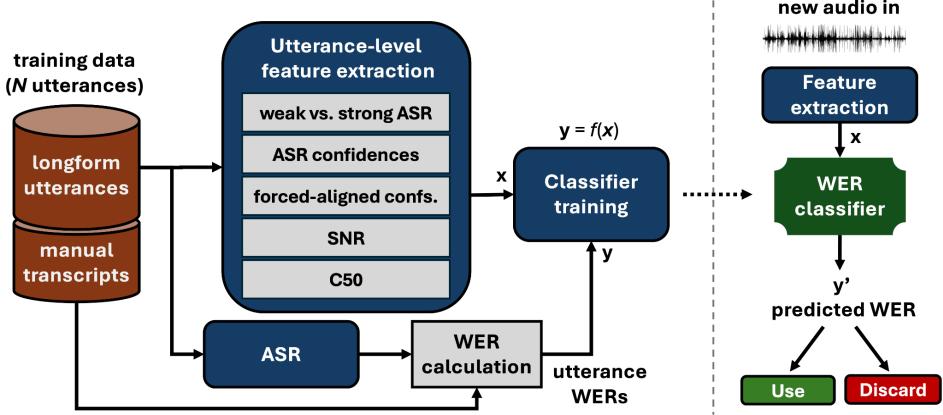 training data
(N utterances)
longform
utterances
manual
transcripts
Utterance-level
feature extraction
weak vs. strong ASR
ASR confidences
forced-aligned confs.
SNR
C50
ASR
WER
calculation
utterance
WERs
x
y = f(x)
Classifier
training
y
new audio in
Feature
extraction
x
WER
classifier
y’
predicted WER
Use
Discard